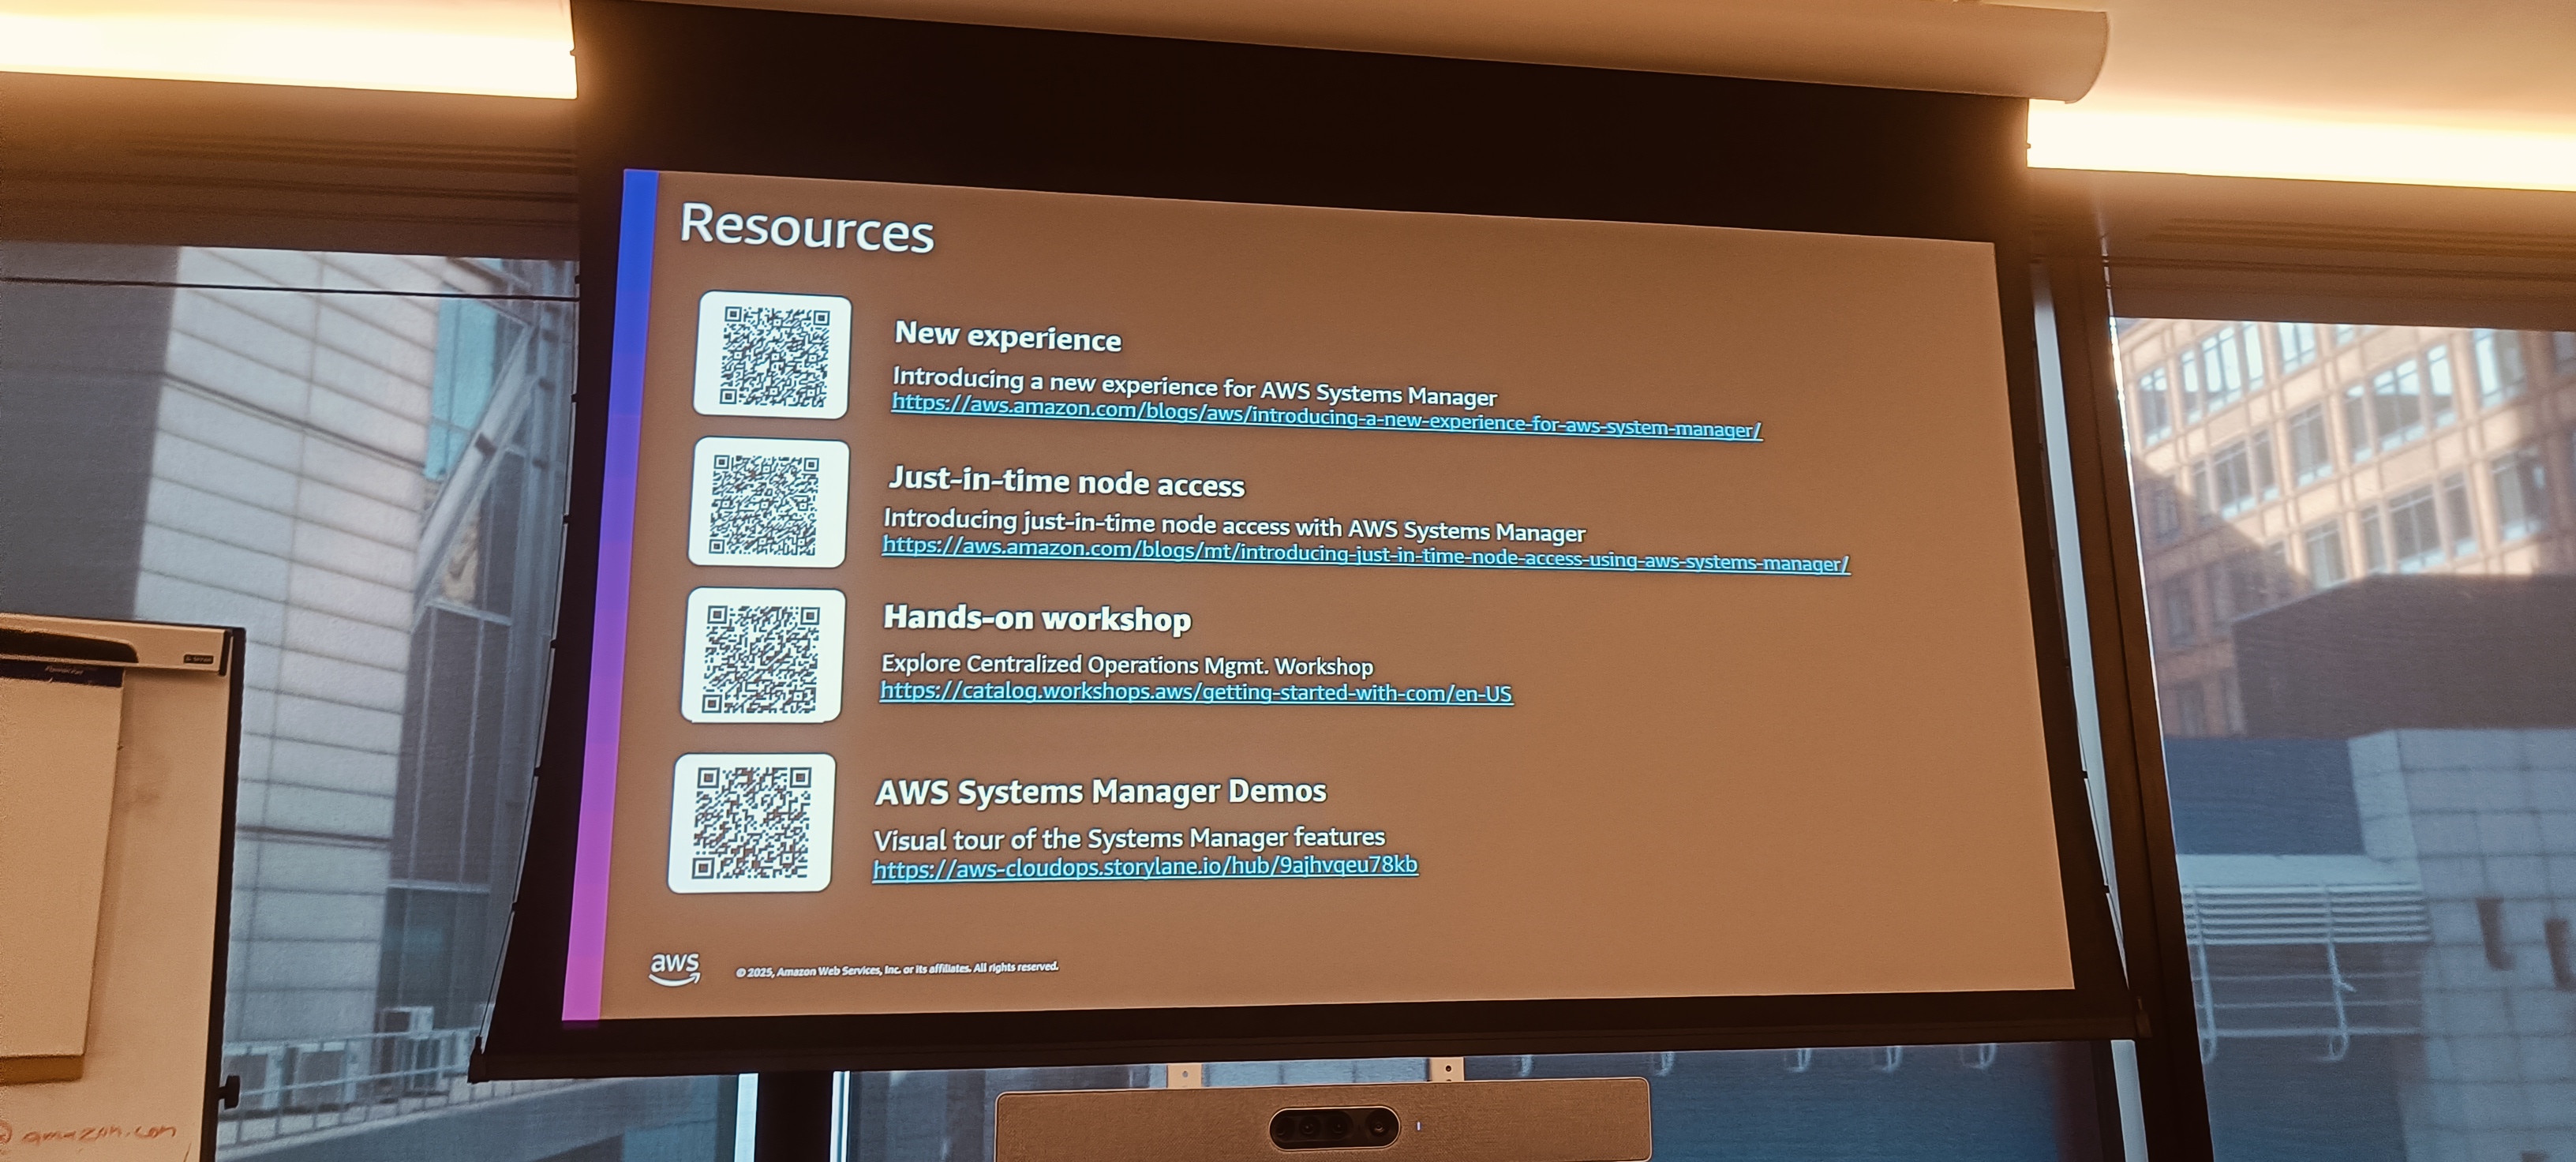 Resources
New experience
Introducing a new experience for AWS Systems Manager
https://aws.amazon.com/blogs/aws/introducing-a-new-experience-for-aws-system-manager/
Just-in-time node access
Introducing just-in-time node access with AWS Systems Manager
https://aws.amazon.com/blogs/mt/introducing-just-in-time-node-access-using-aws-systems-manager/
Hands-on workshop
Explore Centralized Operations Mgmt. Workshop
https://catalog.workshops.aws/getting-started-with-com/en-US
AWS Systems Manager Demos
Visual tour of the Systems Manager features
https://aws-cloudops.storylane.io/hub/9ajhvqeu78kb
aws
© 2025, Amazon Web Services, Inc. or its affiliates. All rights reserved.
@amazon.com